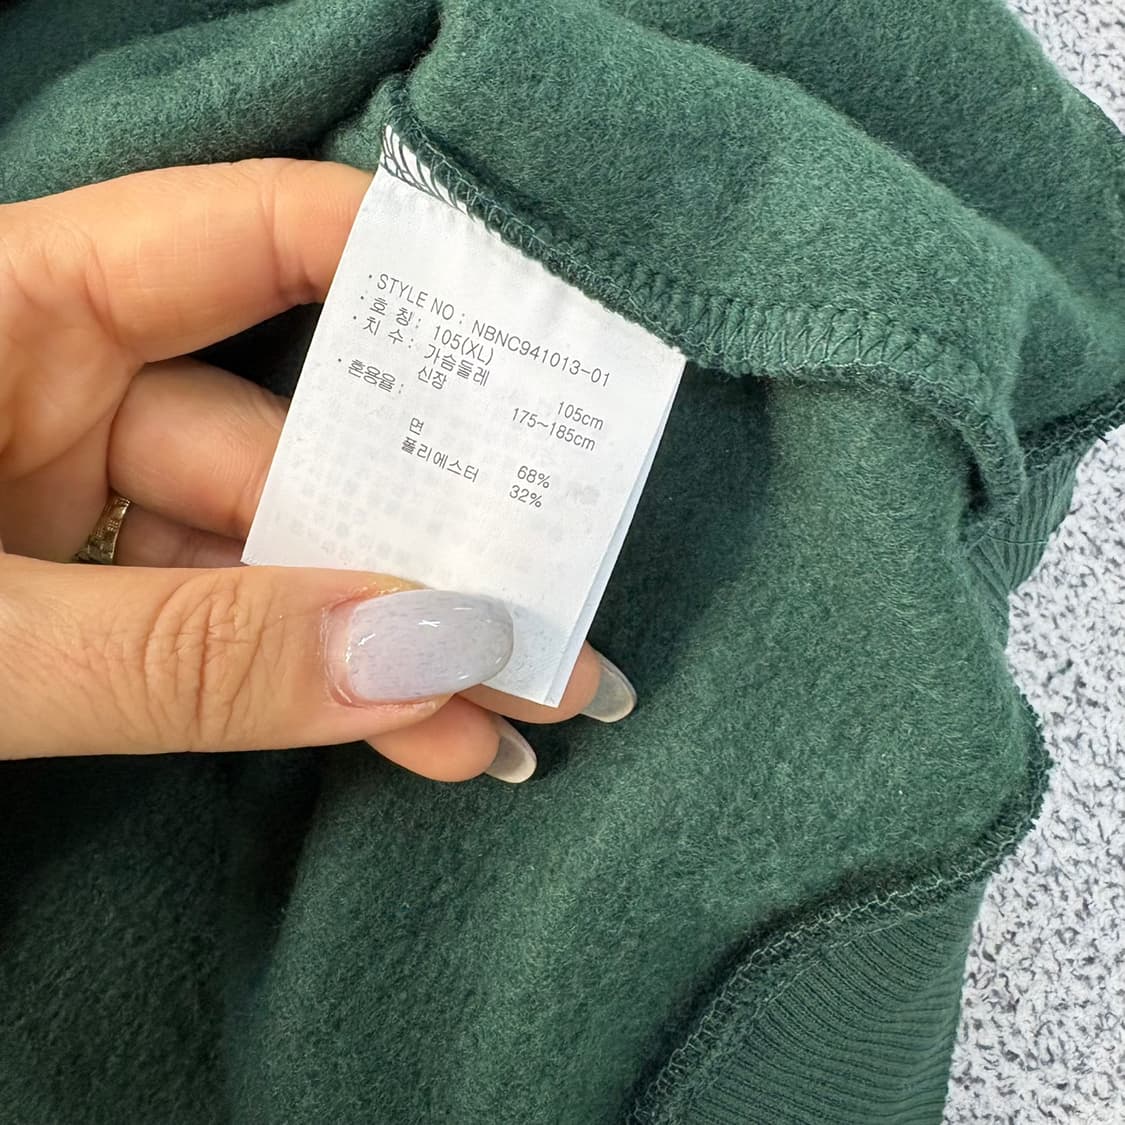 · STYLE NO : NBNC941013-01
· 호 칭 : 105(XL)
· 치 수 : 가슴둘레 105cm
신장 175~185cm
· 혼용율 :
면 68%
폴리에스터 32%